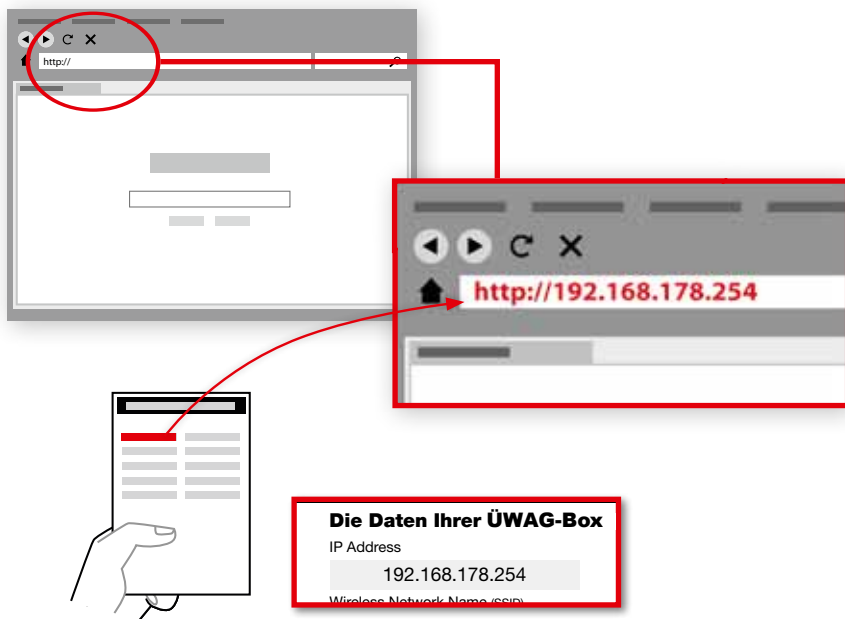 http://
http://192.168.178.254
Die Daten Ihrer ÜWAG-Box
IP Address
192.168.178.254
Wireless Network Name (SSID)